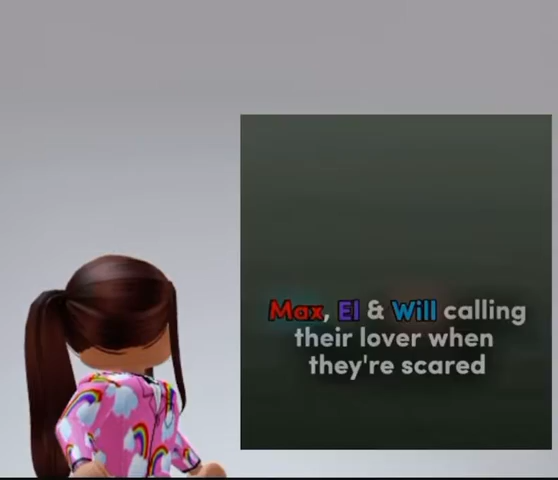 Max, El & Will calling
their lover when
they're scared